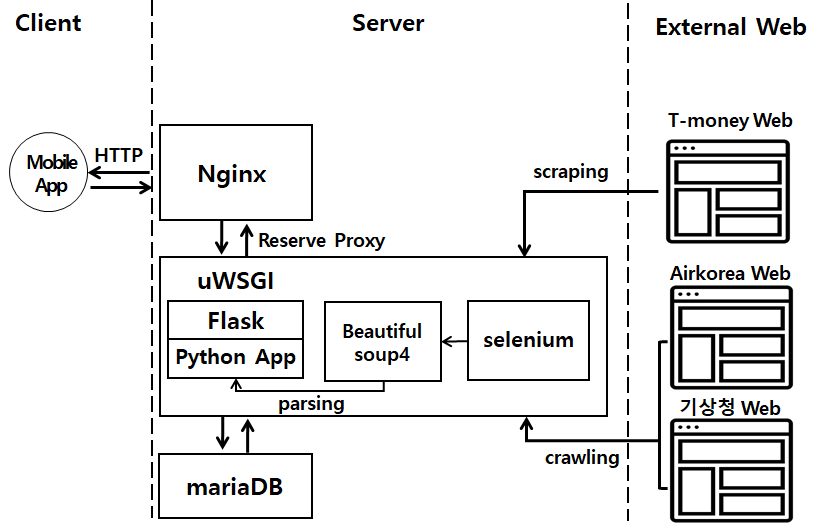 Client
Server
External Web
T-money Web
Mobile
App
HTTP
Nginx
scraping
Reserve Proxy
Airkorea Web
uWSGI
Flask
Python App
Beautiful
soup4
selenium
parsing
기상청 Web
crawling
mariaDB